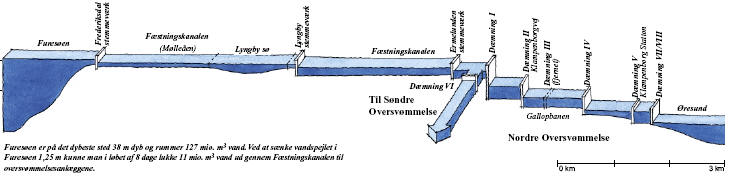 Furesøen
Frederiksdal
stemmeværk
Fæstningskanalen
(Mølleåen)
Lyngby sø
Lyngby
stemmeværk
Fæstningskanalen
Ermelunden
stemmeværk
Dæmning VI
Dæmning I
Dæmning II
Klampenborgvej
Dæmning III
(fjernet)
Gallopbanen
Dæmning IV
Dæmning V
Klampenborg Station
Dæmning VII/VIII
Øresund
Til Søndre
Oversvømmelse
Nordre Oversvømmelse
Furesøen er på det dybeste sted 38 m dyb og rummer 127 mio. m³ vand. Ved at sænke vandspejlet i
Furesøen 1,25 m kunne man i løbet af 8 dage lukke 11 mio. m³ vand ud gennem Fæstningskanalen til
oversvømmelsesanlæggene.
0 km
3 km